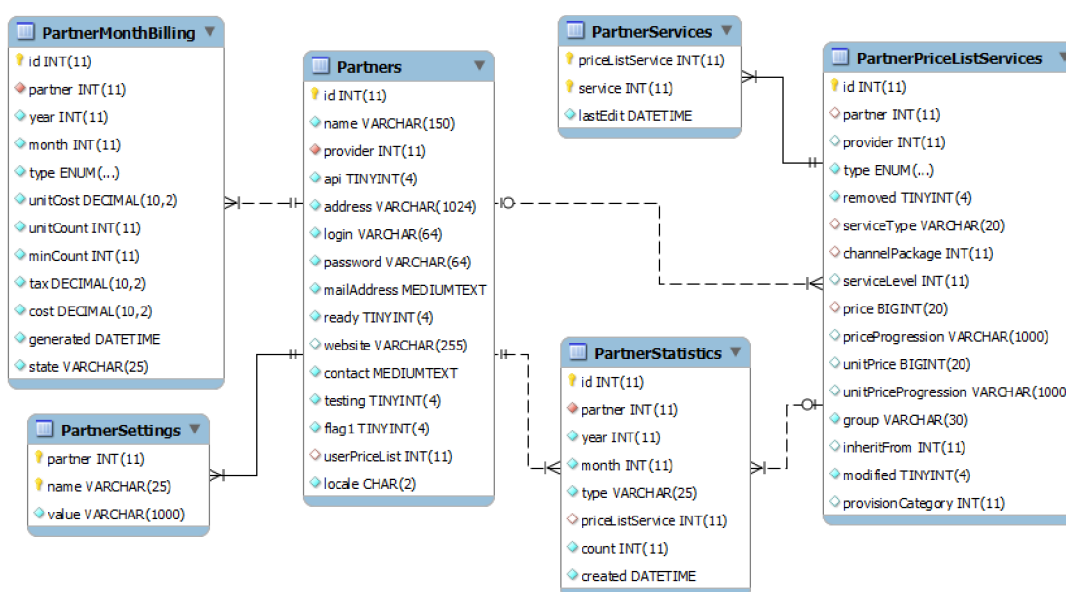 PartnerMonthBilling
id INT(11)
partner INT(11)
year INT(11)
month INT(11)
type ENUM(...)
unitCost DECIMAL(10,2)
unitCount INT(11)
minCount INT(11)
tax DECIMAL(10,2)
cost DECIMAL(10,2)
generated DATETIME
state VARCHAR(25)
PartnerSettings
partner INT(11)
name VARCHAR(25)
value VARCHAR(1000)
Partners
id INT(11)
name VARCHAR(150)
provider INT(11)
api TINYINT(4)
address VARCHAR(1024)
login VARCHAR(64)
password VARCHAR(64)
mailAddress MEDIUMTEXT
ready TINYINT(4)
website VARCHAR(255)
contact MEDIUMTEXT
testing TINYINT(4)
flag1 TINYINT(4)
userPriceList INT(11)
locale CHAR(2)
PartnerServices
priceListService INT(11)
service INT(11)
lastEdit DATETIME
PartnerStatistics
id INT(11)
partner INT(11)
year INT(11)
month INT(11)
type VARCHAR(25)
priceListService INT(11)
count INT(11)
created DATETIME
PartnerPriceListServices
id INT(11)
partner INT(11)
provider INT(11)
type ENUM(...)
removed TINYINT(4)
serviceType VARCHAR(20)
channelPackage INT(11)
serviceLevel INT(11)
price BIGINT(20)
priceProgression VARCHAR(1000)
unitPrice BIGINT(20)
unitPriceProgression VARCHAR(1000
group VARCHAR(30)
inheritFrom INT(11)
modified TINYINT(4)
provisionCategory INT(11)